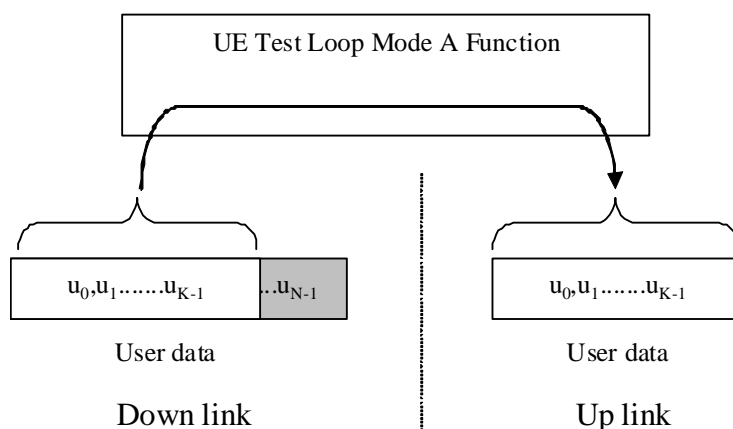 UE Test Loop Mode A Function
u0,u1.......uK-1 ...uN-1
u0,u1.......uK-1
User data
User data
Down link
Up link